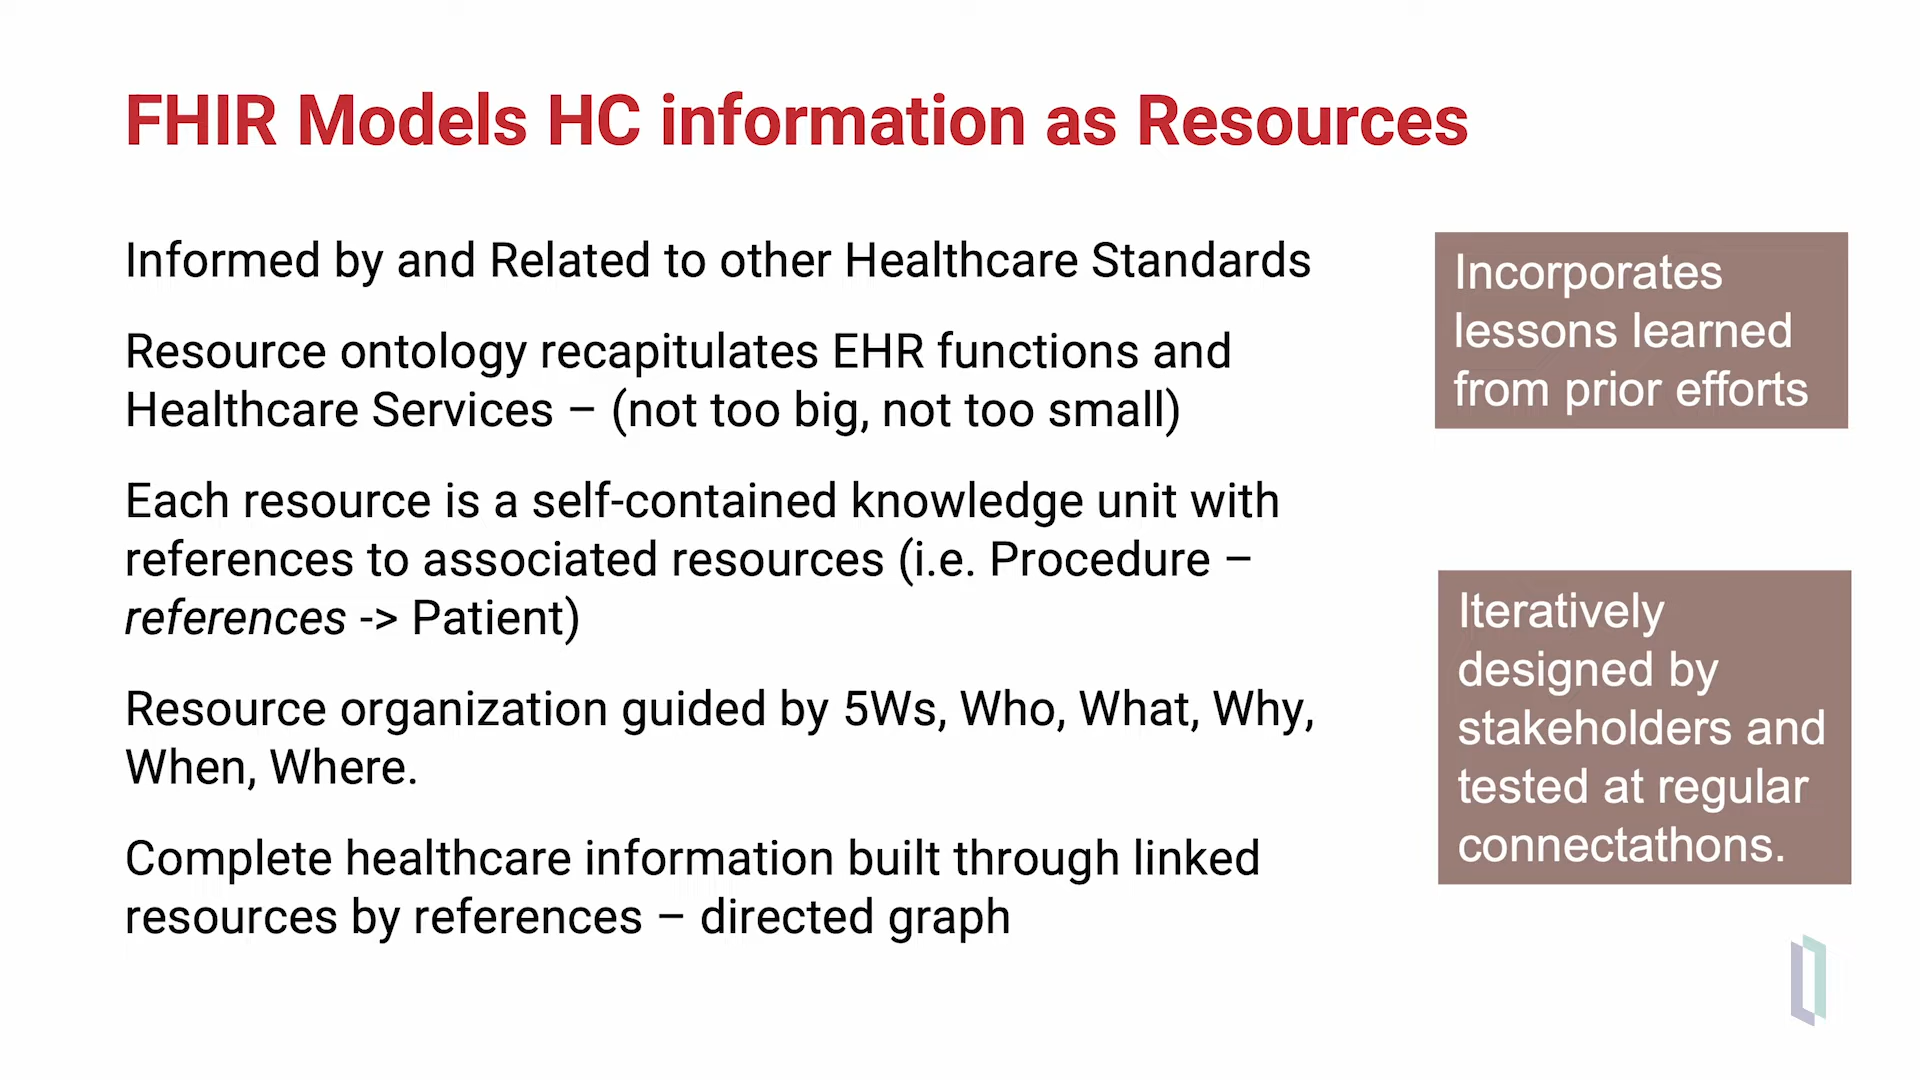 FHIR Models HC information as Resources
Informed by and Related to other Healthcare Standards
Resource ontology recapitulates EHR functions and
Healthcare Services – (not too big, not too small)
Each resource is a self-contained knowledge unit with
references to associated resources (i.e. Procedure –
references -> Patient)
Resource organization guided by 5Ws, Who, What, Why,
When, Where.
Complete healthcare information built through linked
resources by references – directed graph
Incorporates
lessons learned
from prior efforts
Iteratively
designed by
stakeholders and
tested at regular
connectathons.